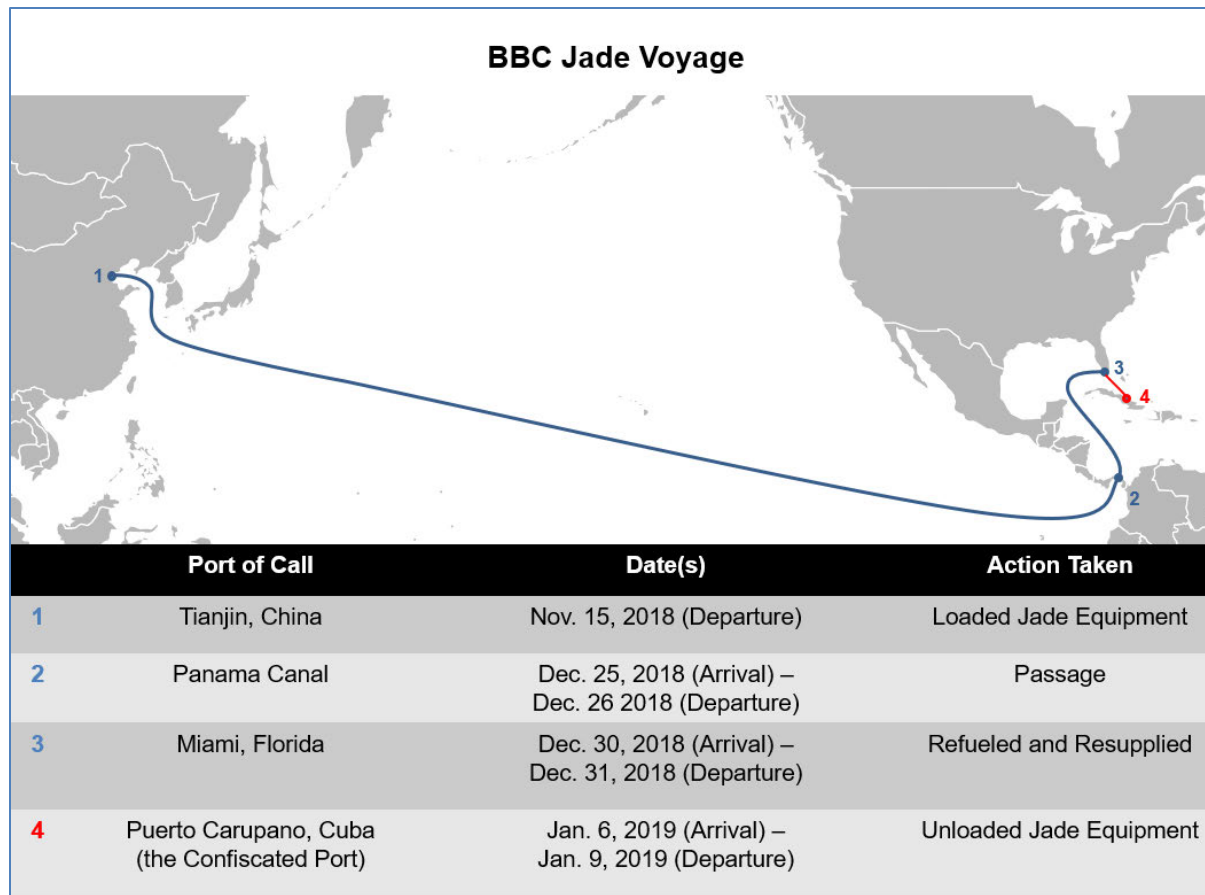 BBC Jade Voyage
1
3
4
2
Port of Call Date(s) Action Taken
1 Tianjin, China Nov. 15, 2018 (Departure) Loaded Jade Equipment
2 Panama Canal Dec. 25, 2018 (Arrival) – Passage
Dec. 26 2018 (Departure)
3 Miami, Florida Dec. 30, 2018 (Arrival) – Refueled and Resupplied
Dec. 31, 2018 (Departure)
4 Puerto Carupano, Cuba Jan. 6, 2019 (Arrival) – Unloaded Jade Equipment
(the Confiscated Port) Jan. 9, 2019 (Departure)